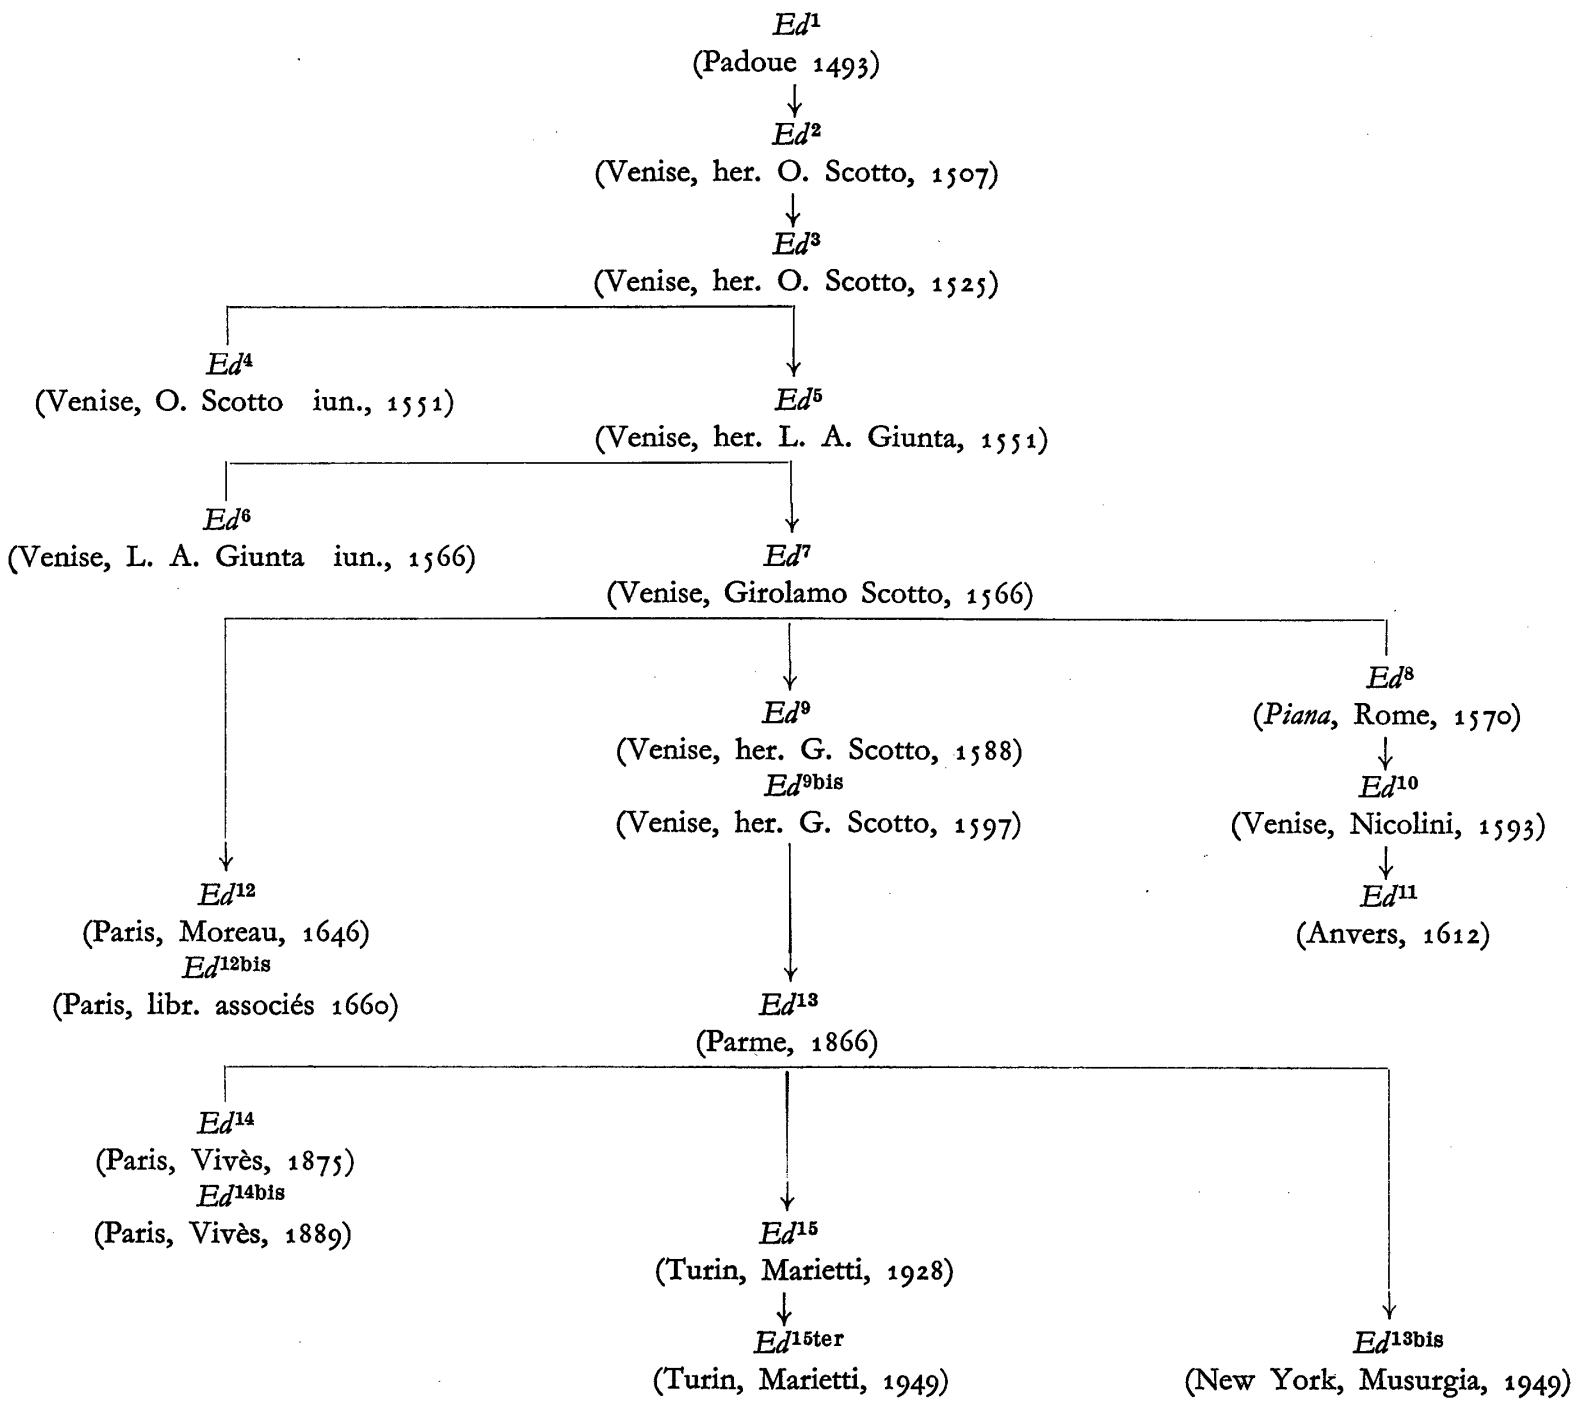 Ed¹
(Padoue 1493)
Ed²
(Venise, her. O. Scotto, 1507)
Ed³
(Venise, her. O. Scotto, 1525)
Ed⁴
(Venise, O. Scotto iun., 1551)
Ed⁵
(Venise, her. L. A. Giunta, 1551)
Ed⁶
(Venise, L. A. Giunta iun., 1566)
Ed⁷
(Venise, Girolamo Scotto, 1566)
Ed⁸
(Piana, Rome, 1570)
Ed⁹
(Venise, her. G. Scotto, 1588)
Ed⁹ᵇⁱˢ
(Venise, her. G. Scotto, 1597)
Ed¹⁰
(Venise, Nicolini, 1593)
Ed¹¹
(Anvers, 1612)
Ed¹²
(Paris, Moreau, 1646)
Ed¹²ᵇⁱˢ
(Paris, libr. associés 1660)
Ed¹³
(Parme, 1866)
Ed¹⁴
(Paris, Vivès, 1875)
Ed¹⁴ᵇⁱˢ
(Paris, Vivès, 1889)
Ed¹⁵
(Turin, Marietti, 1928)
Ed¹⁵ᵗᵉʳ
(Turin, Marietti, 1949)
Ed¹³ᵇⁱˢ
(New York, Musurgia, 1949)